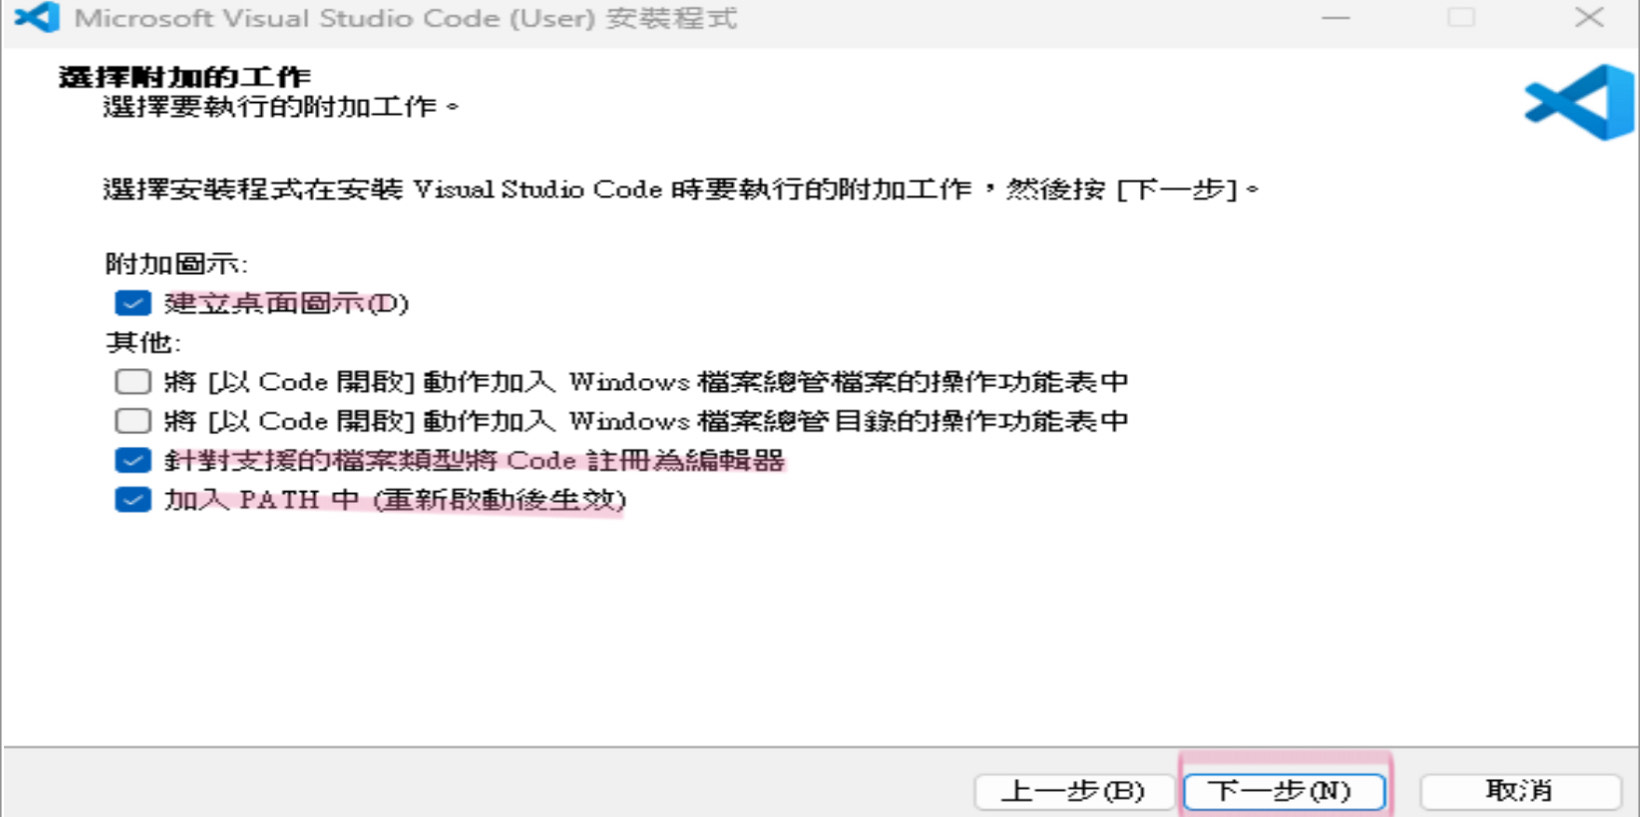 Microsoft Visual Studio Code (User) 安裝程式
選擇附加的工作
選擇要執行的附加工作。
選擇安裝程式在安裝 Visual Studio Code 時要執行的附加工作，然後按 [下一步]。
附加圖示:
建立桌面圖示(D)
其他:
將 [以 Code 開啟] 動作加入 Windows 檔案總管檔案的操作功能表中
將 [以 Code 開啟] 動作加入 Windows 檔案總管目錄的操作功能表中
針對支援的檔案類型將 Code 註冊為編輯器
加入 PATH 中 (重新啟動後生效)
上一步(B)
下一步(N)
取消